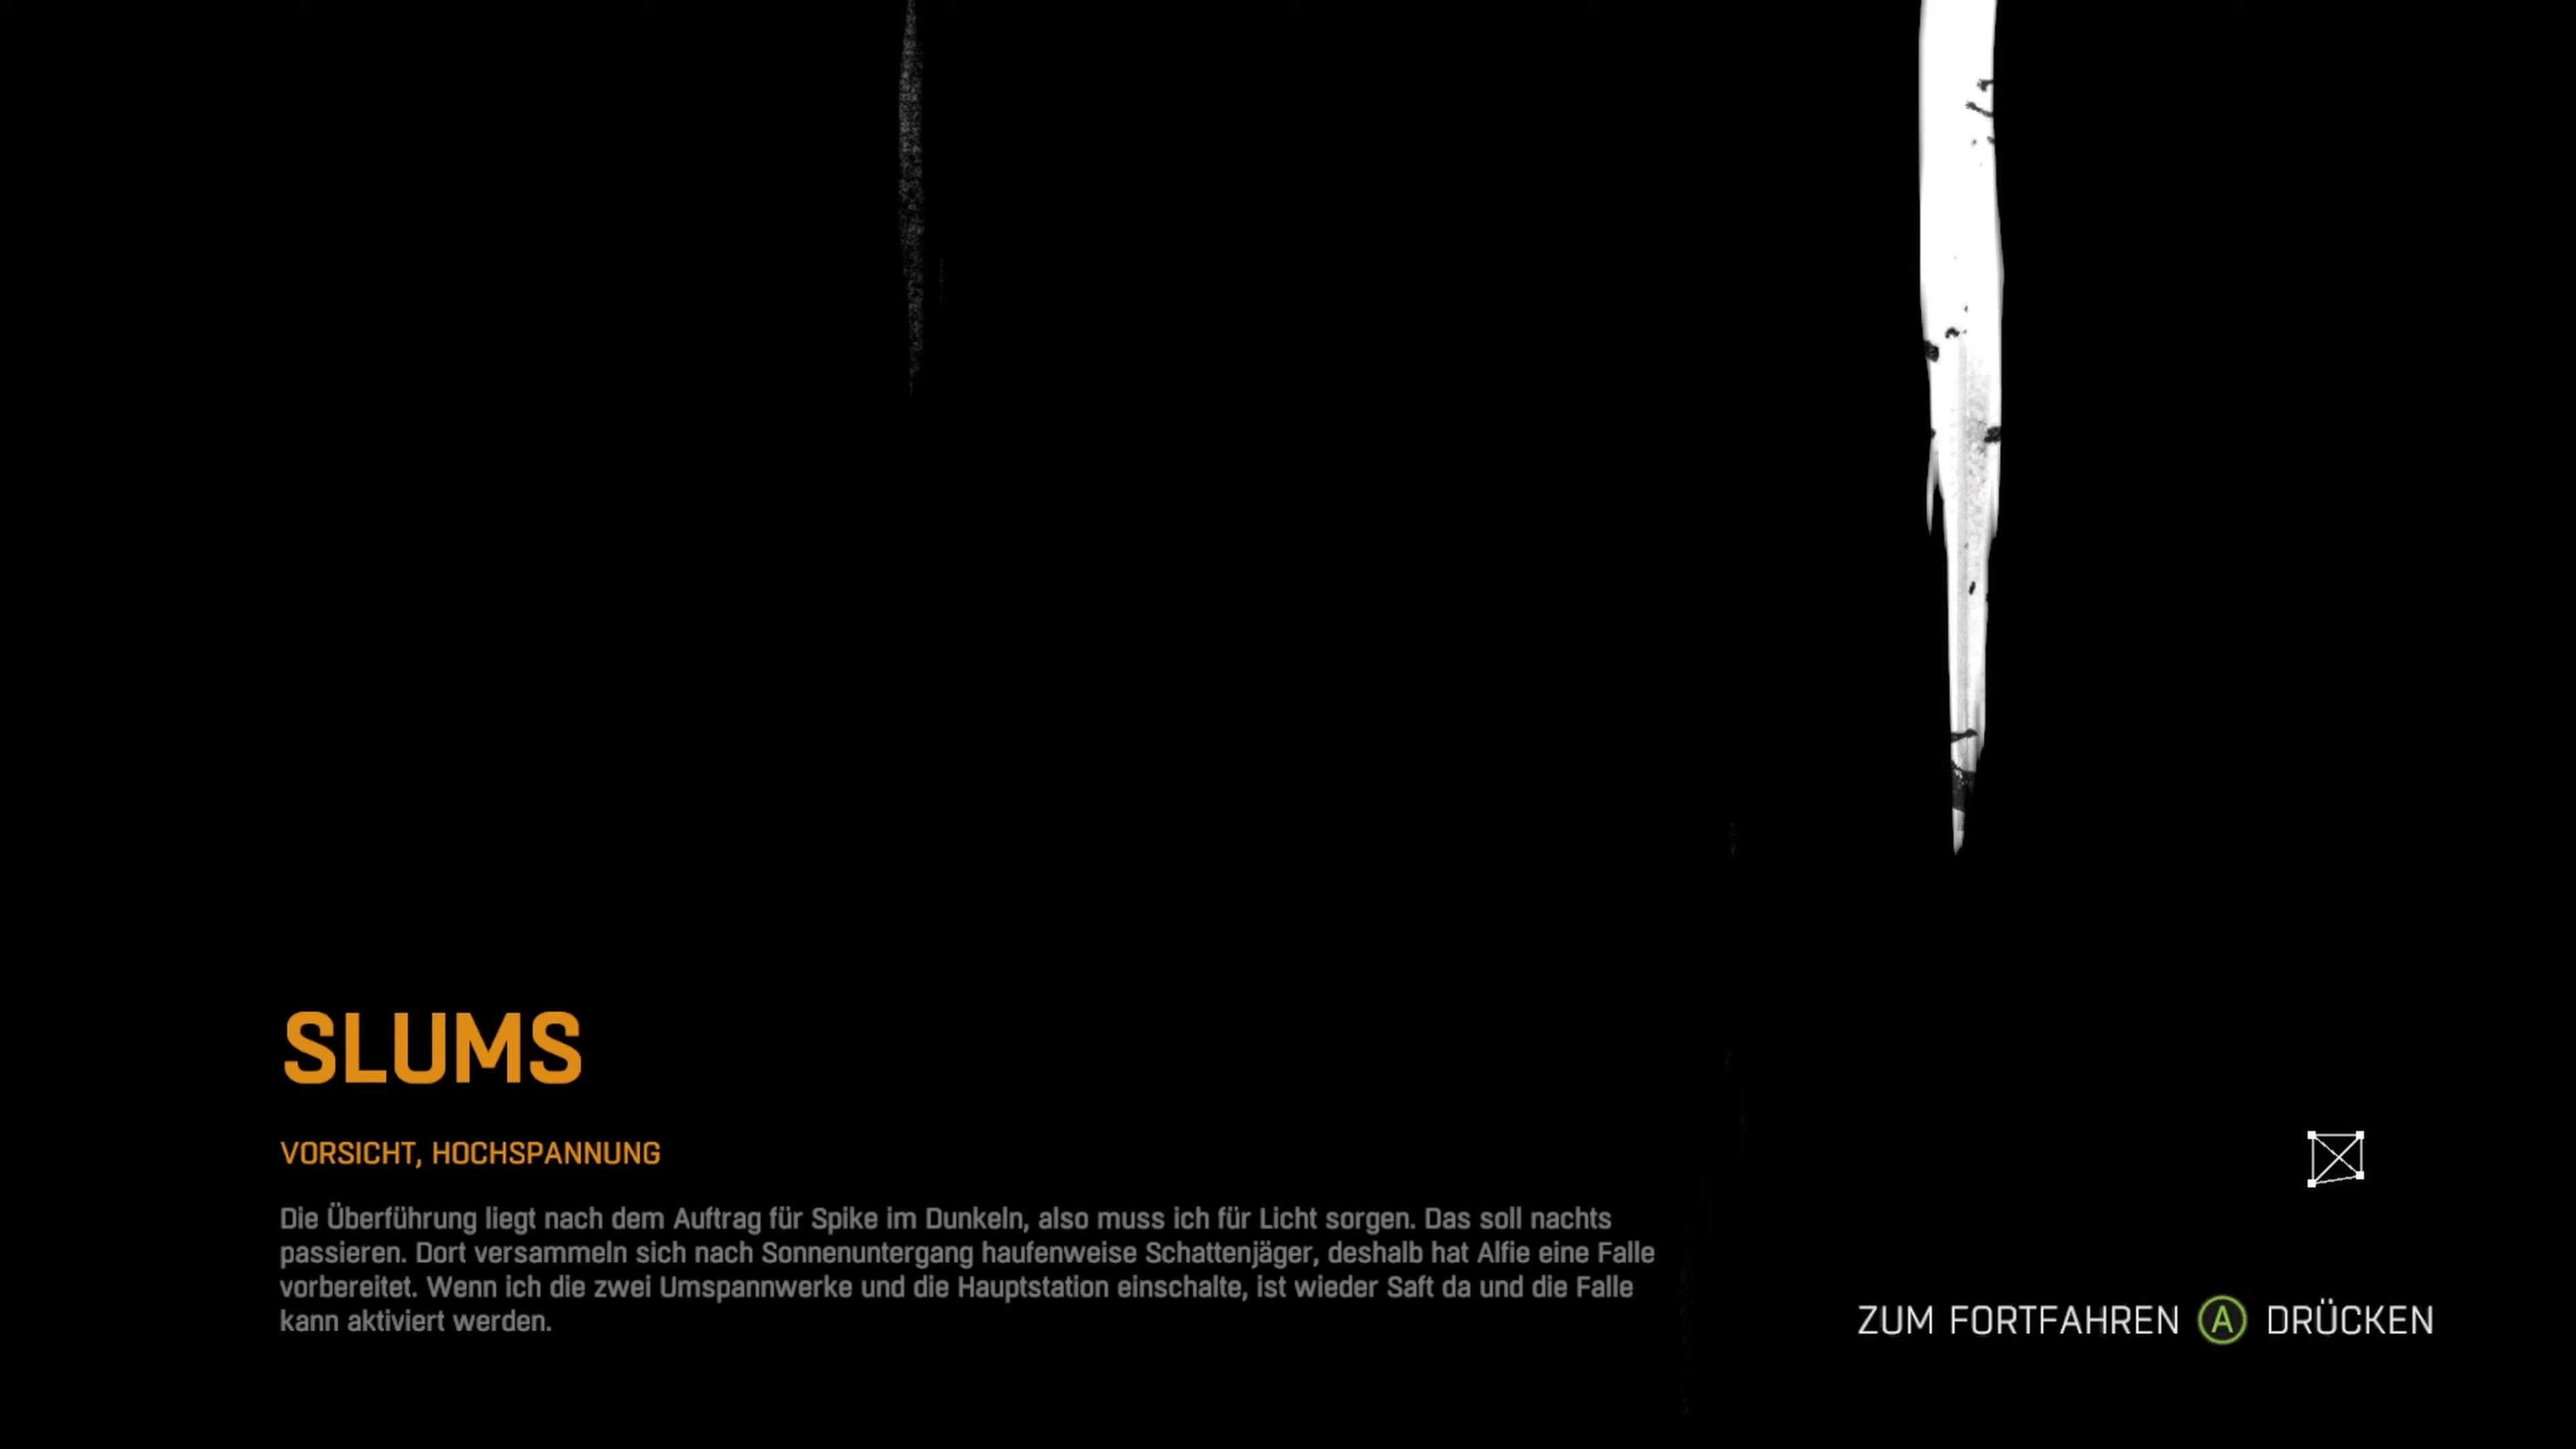 SLUMS
VORSICHT, HOCHSPANNUNG
Die Überführung liegt nach dem Auftrag für Spike im Dunkeln, also muss ich für Licht sorgen. Das soll nachts
passieren. Dort versammeln sich nach Sonnenuntergang haufenweise Schattenjäger, deshalb hat Alfie eine Falle
vorbereitet. Wenn ich die zwei Umspannwerke und die Hauptstation einschalte, ist wieder Saft da und die Falle
kann aktiviert werden.
ZUM FORTFAHREN A DRÜCKEN